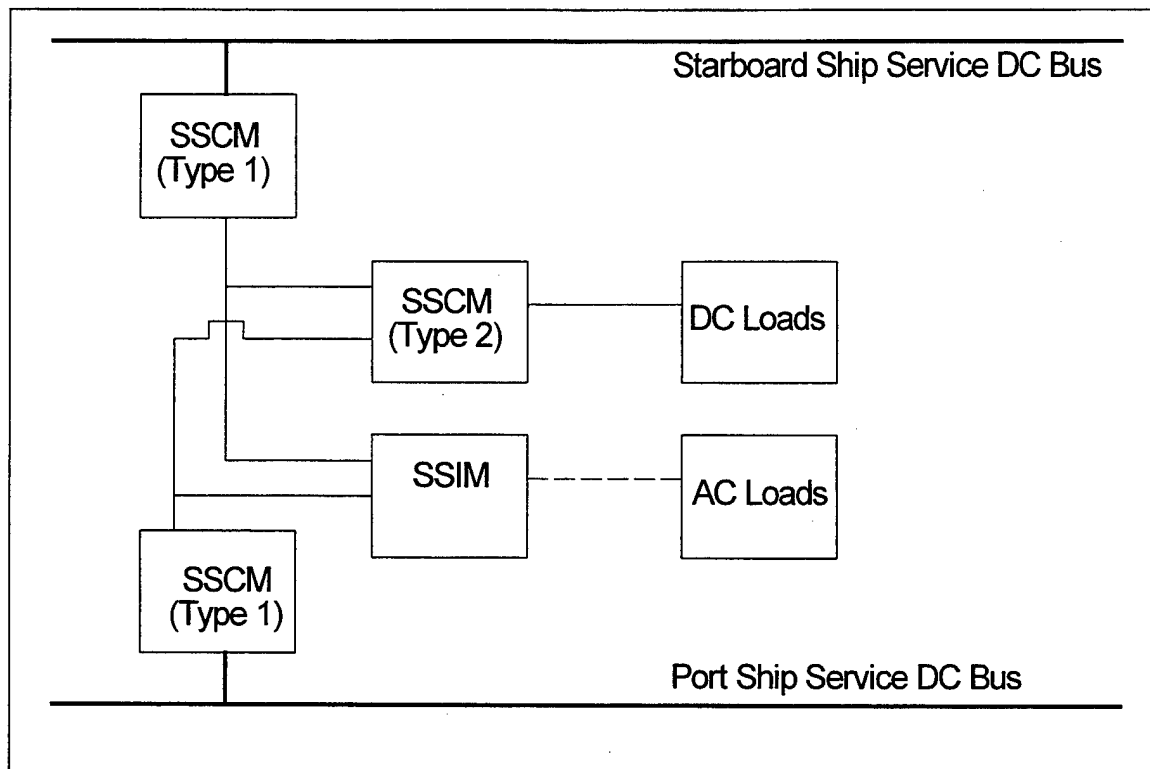 Starboard Ship Service DC Bus
SSCM
(Type 1)
SSCM
(Type 2)
DC Loads
SSIM
AC Loads
SSCM
(Type 1)
Port Ship Service DC Bus